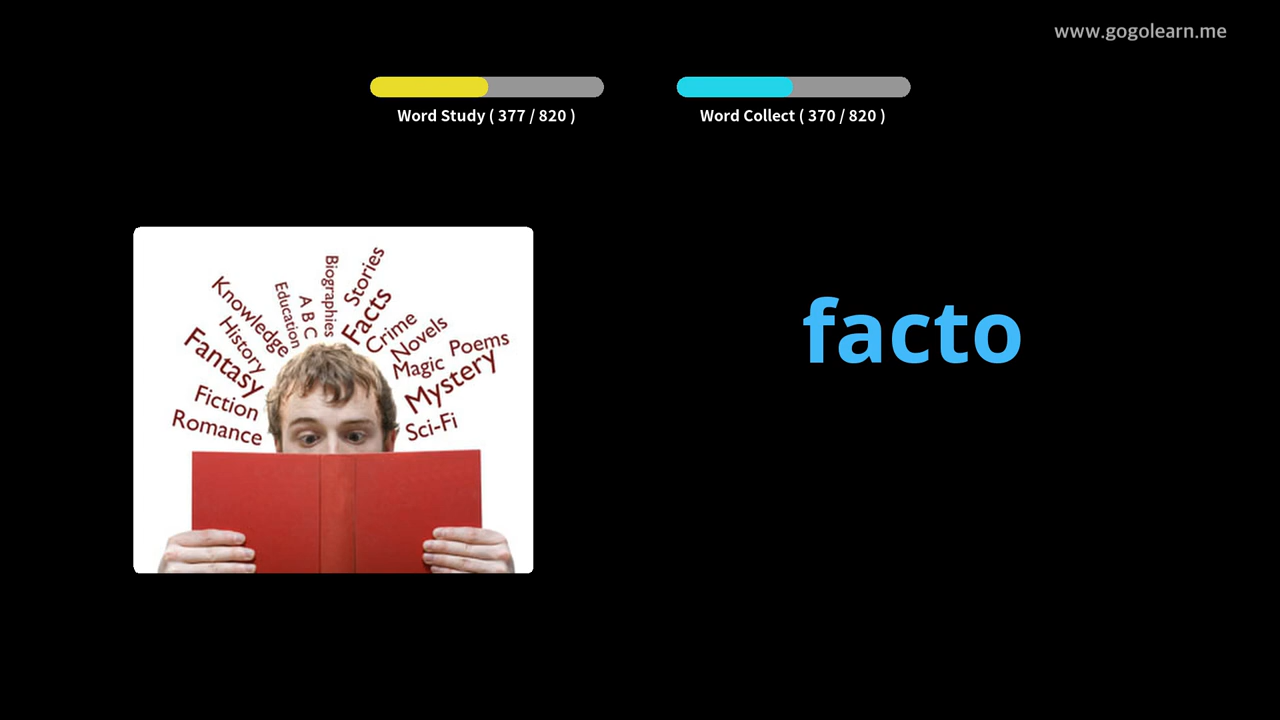 www.gogolearn.me
Word Study ( 377 / 820 )
Word Collect ( 370 / 820 )
facto
Romance
Fiction
Fantasy
History
Knowledge
Education
A B C
Biographies
Stories
Facts
Crime
Novels
Magic
Poems
Mystery
Sci-Fi